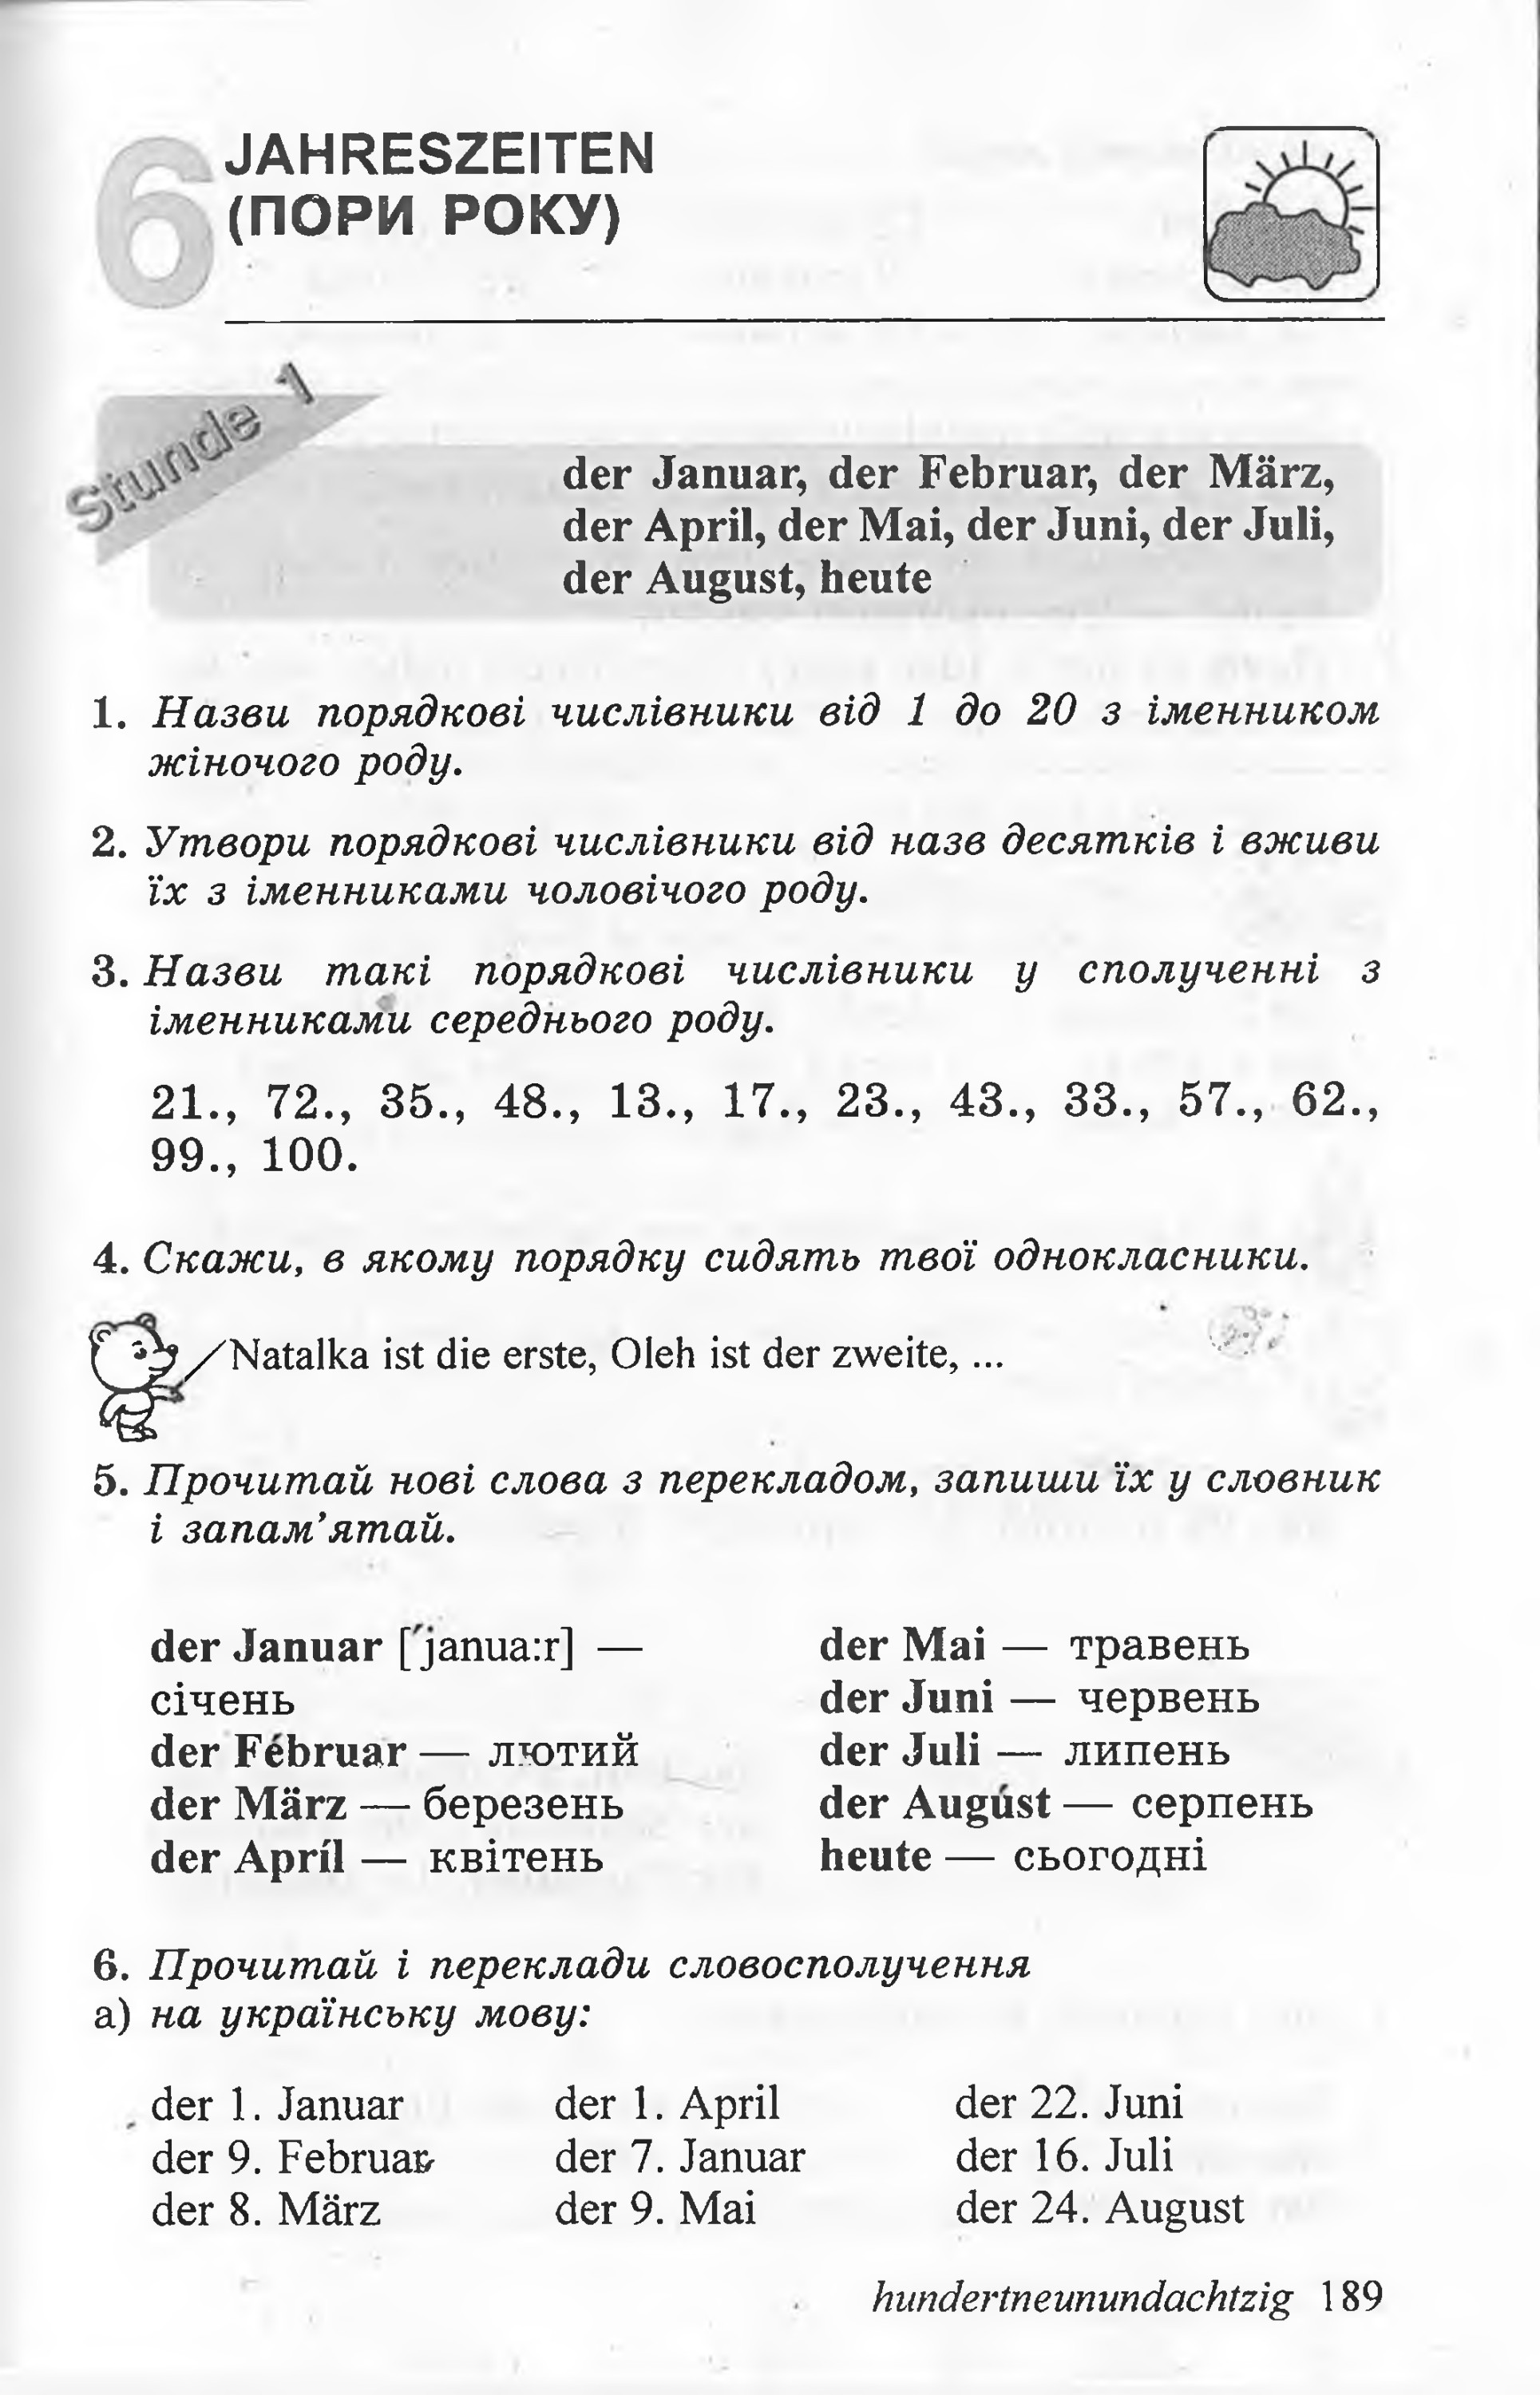 6
JAHRESZEITEN
(ПОРИ РОКУ)
Stunde 1
der Januar, der Februar, der März,
der April, der Mai, der Juni, der Juli,
der August, heute
1. Назви порядкові числівники від 1 до 20 з іменником
жіночого роду.
2. Утвори порядкові числівники від назв десятків і вживи
їх з іменниками чоловічого роду.
3. Назви такі порядкові числівники у сполученні з
іменниками середнього роду.
21., 72., 35., 48., 13., 17., 23., 43., 33., 57., 62.,
99., 100.
4. Скажи, в якому порядку сидять твої однокласники.
Natalka ist die erste, Oleh ist der zweite, ...
5. Прочитай нові слова з перекладом, запиши їх у словник
і запам’ятай.
der Januar [′janua:r] —
січень
der Fébruar — лютий
der März — березень
der Apríl — квітень
der Mai — травень
der Juni — червень
der Juli — липень
der Augúst — серпень
heute — сьогодні
6. Прочитай і переклади словосполучення
а) на українську мову:
der 1. Januar der 1. April der 22. Juni
der 9. Februar der 7. Januar der 16. Juli
der 8. März der 9. Mai der 24. August
hundertneunundachtzig 189